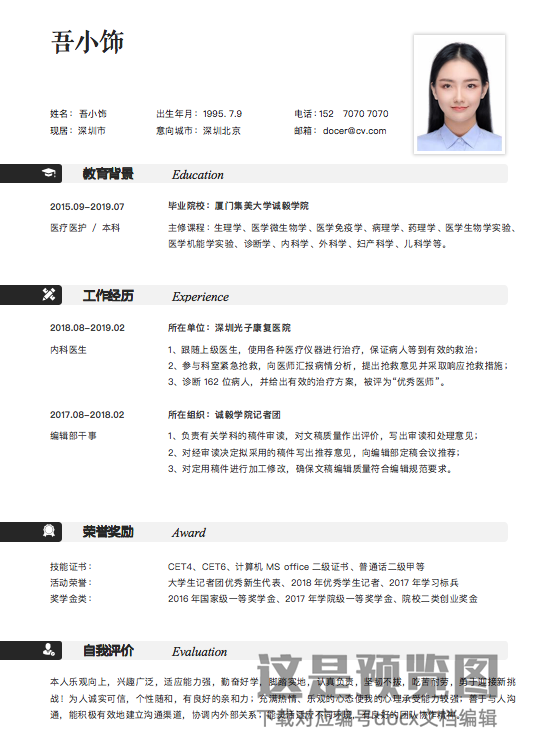 吾小饰
姓名：吾小饰 出生年月：1995. 7.9 电话：152 7070 7070
现居：深圳市 意向城市：深圳北京 邮箱： docer@cv.com
教育背景 Education
2015.09-2019.07 毕业院校：厦门集美大学诚毅学院
医疗医护 / 本科 主修课程：生理学、医学微生物学、医学免疫学、病理学、药理学、医学生物学实验、
医学机能学实验、诊断学、内科学、外科学、妇产科学、儿科学等。
工作经历 Experience
2018.08-2019.02 所在单位：深圳光子康复医院
内科医生 1、跟随上级医生，使用各种医疗仪器进行治疗，保证病人等到有效的救治；
2、参与科室紧急抢救，向医师汇报病情分析，提出抢救意见并采取响应抢救措施；
3、诊断 162 位病人，并给出有效的治疗方案，被评为“优秀医师”。
2017.08-2018.02 所在组织：诚毅学院记者团
编辑部干事 1、负责有关学科的稿件审读，对文稿质量作出评价，写出审读和处理意见；
2、对经审读决定拟采用的稿件写出推荐意见，向编辑部定稿会议推荐；
3、对定用稿件进行加工修改，确保文稿编辑质量符合编辑规范要求。
荣誉奖励 Award
技能证书： CET4、CET6、计算机 MS office 二级证书、普通话二级甲等
活动荣誉： 大学生记者团优秀新生代表、2018 年优秀学生记者、2017 年学习标兵
奖学金类： 2016 年国家级一等奖学金、2017 年学院级一等奖学金、院校二类创业奖金
自我评价 Evaluation
这是预览图
本人乐观向上，兴趣广泛，适应能力强，勤奋好学，脚踏实地，认真负责，坚韧不拔，吃苦耐劳，勇于迎接新挑
战！为人诚实可信，个性随和，有良好的亲和力；充满热情、乐观的心态使我的心理承受能力较强；善于与人沟
通，能积极有效地建立沟通渠道，协调内外部关系；能灵活适应不同环境，有良好的团队协作精神。
下载对应编号docx文档编辑